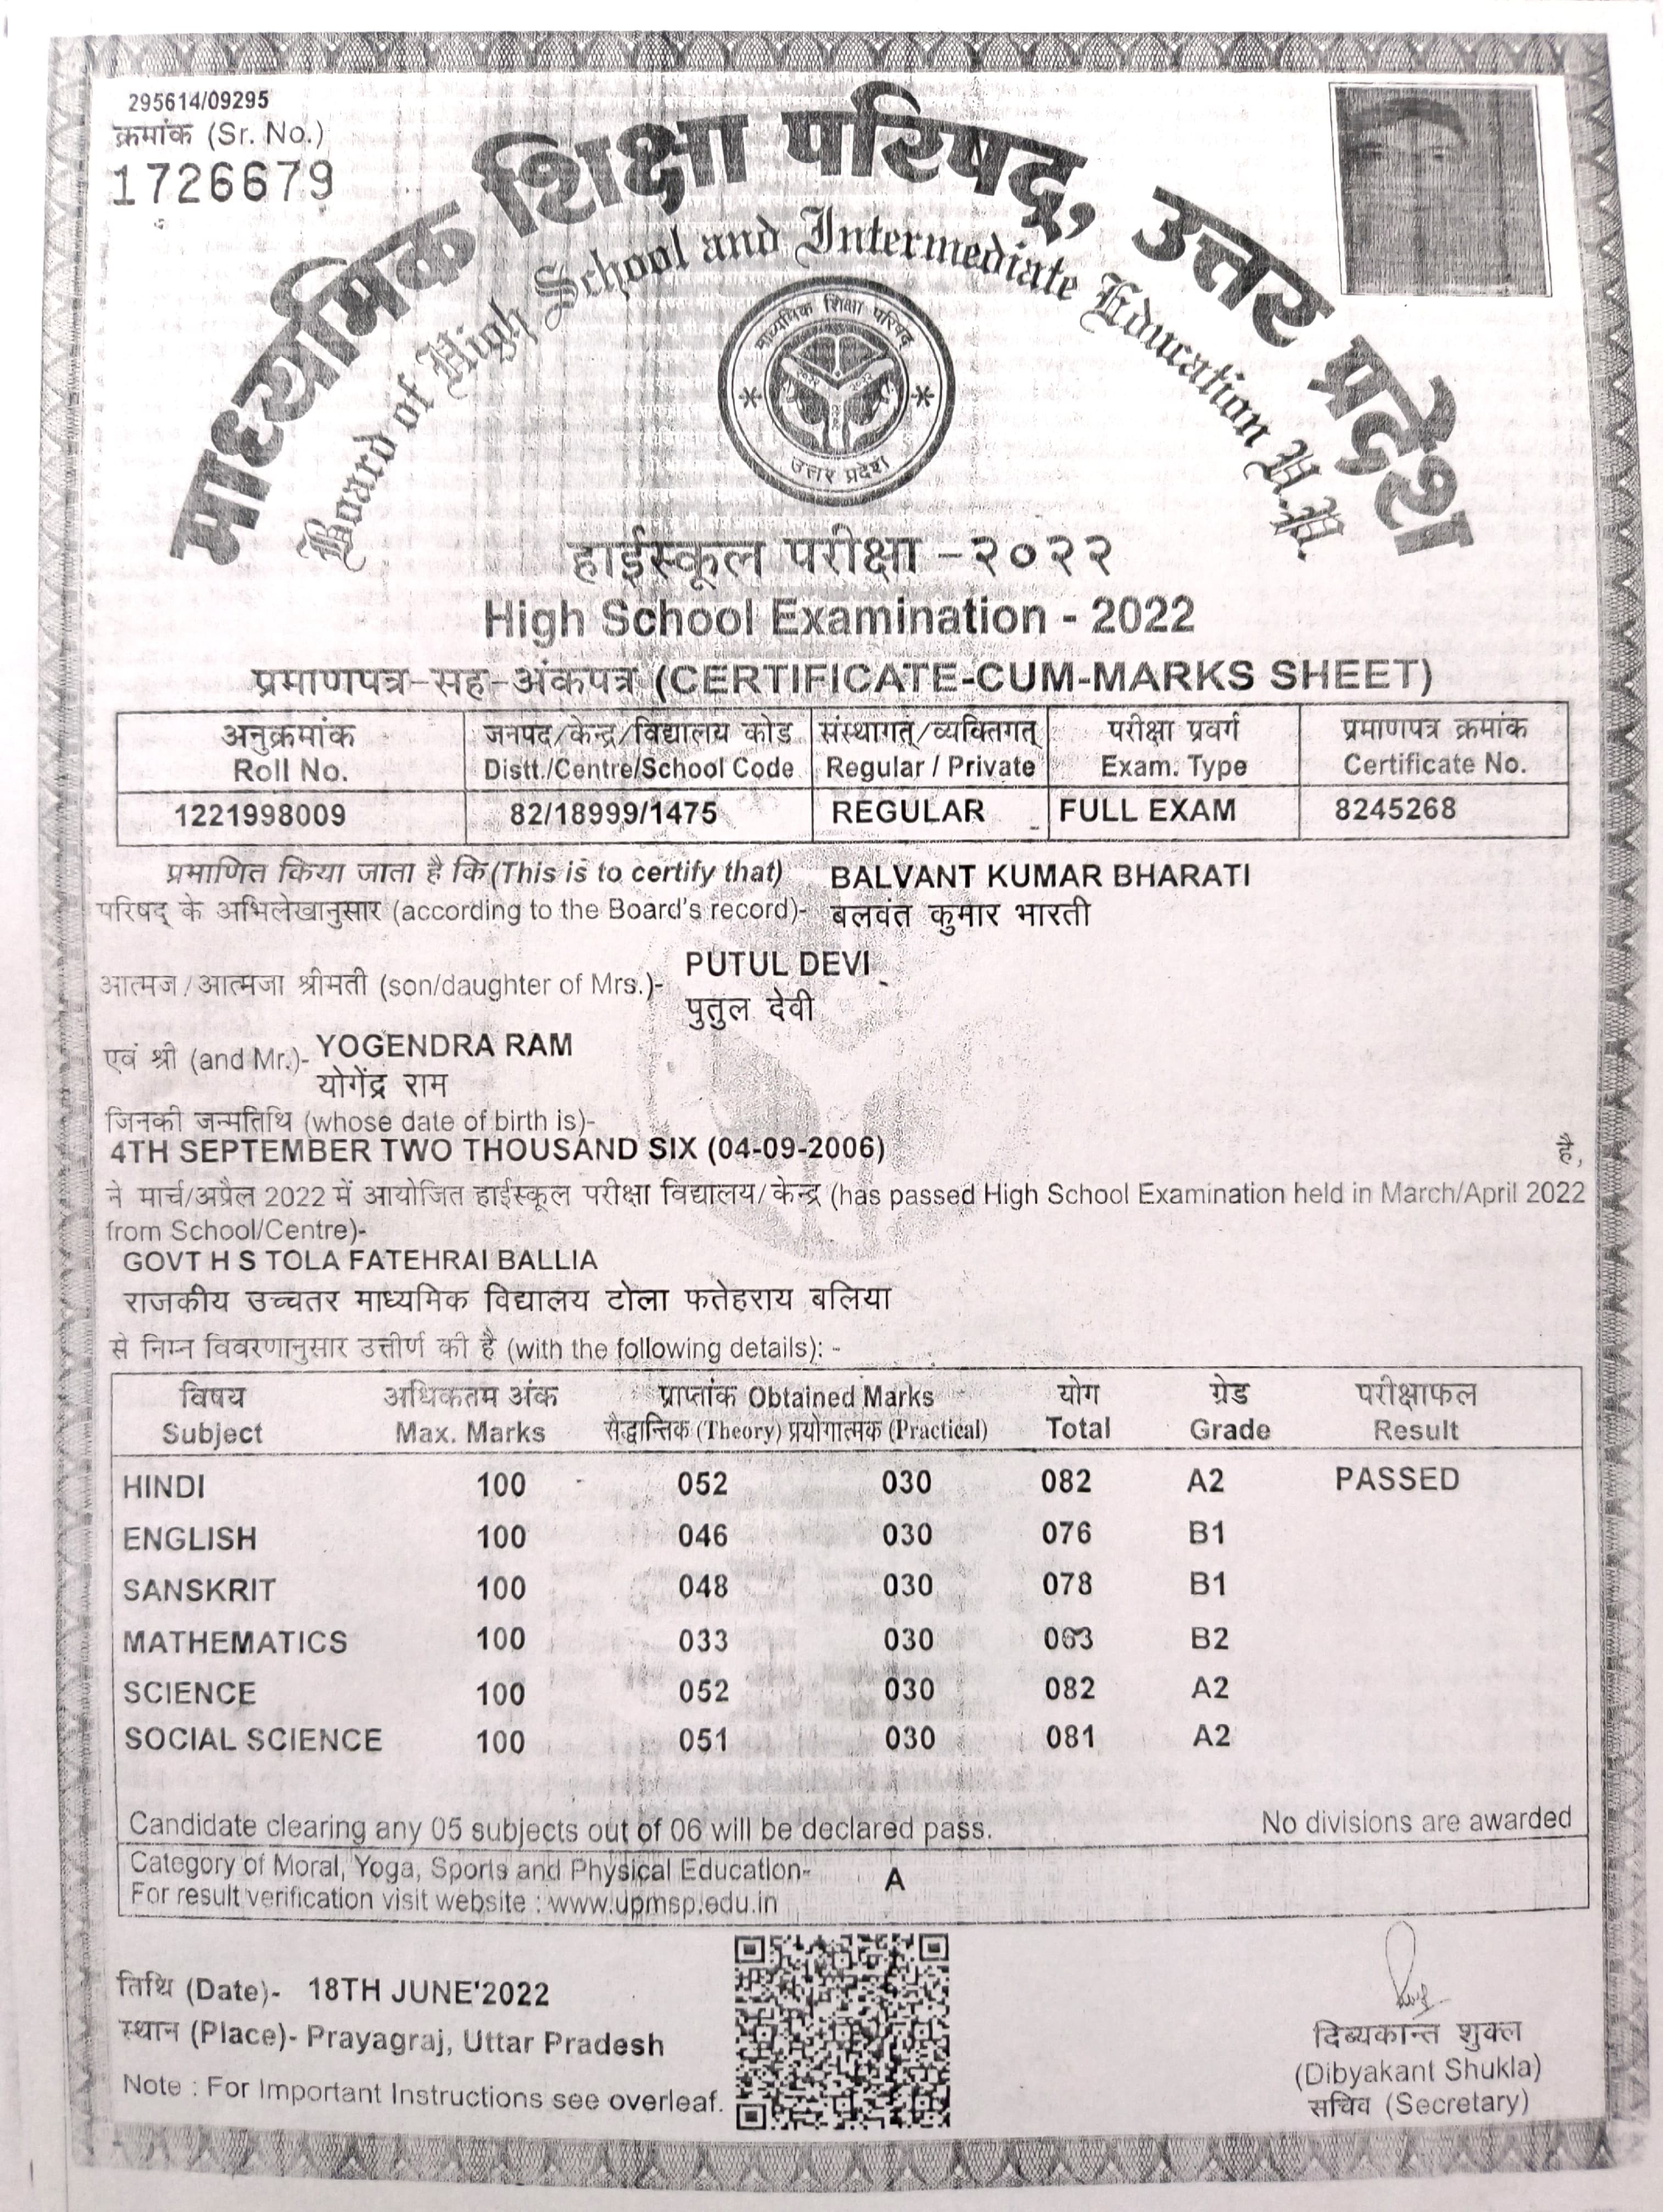 295614/09295
क्रमांक (Sr. No.)
1726679
माध्यमिक शिक्षा परिषद्, उत्तर प्रदेश
Board of High School and Intermediate Education U.P.
माध्यमिक शिक्षा परिषद्
उत्तर प्रदेश
हाईस्कूल परीक्षा -२०२२
High School Examination - 2022
प्रमाणपत्र-सह-अंकपत्र (CERTIFICATE-CUM-MARKS SHEET)
अनुक्रमांक जनपद/केन्द्र/विद्यालय कोड संस्थागत्/व्यक्तिगत् परीक्षा प्रवर्ग प्रमाणपत्र क्रमांक
Roll No. Distt./Centre/School Code Regular / Private Exam. Type Certificate No.
1221998009 82/18999/1475 REGULAR FULL EXAM 8245268
प्रमाणित किया जाता है कि (This is to certify that) BALVANT KUMAR BHARATI
परिषद् के अभिलेखानुसार (according to the Board's record)- बलवंत कुमार भारती
PUTUL DEVI
आत्मज/आत्मजा श्रीमती (son/daughter of Mrs.)-
पुतुल देवी
एवं श्री (and Mr.)- YOGENDRA RAM
योगेंद्र राम
जिनकी जन्मतिथि (whose date of birth is)-
4TH SEPTEMBER TWO THOUSAND SIX (04-09-2006) है,
ने मार्च/अप्रैल 2022 में आयोजित हाईस्कूल परीक्षा विद्यालय/केन्द्र (has passed High School Examination held in March/April 2022
from School/Centre)-
GOVT H S TOLA FATEHRAI BALLIA
राजकीय उच्चतर माध्यमिक विद्यालय टोला फतेहराय बलिया
से निम्न विवरणानुसार उत्तीर्ण की है (with the following details): -
विषय अधिकतम अंक प्राप्तांक Obtained Marks योग ग्रेड परीक्षाफल
Subject Max. Marks सैद्धान्तिक (Theory) प्रयोगात्मक (Practical) Total Grade Result
HINDI 100 052 030 082 A2 PASSED
ENGLISH 100 046 030 076 B1
SANSKRIT 100 048 030 078 B1
MATHEMATICS 100 033 030 063 B2
SCIENCE 100 052 030 082 A2
SOCIAL SCIENCE 100 051 030 081 A2
Candidate clearing any 05 subjects out of 06 will be declared pass. No divisions are awarded
Category of Moral, Yoga, Sports and Physical Education- A
For result verification visit website : www.upmsp.edu.in
तिथि (Date)- 18TH JUNE'2022
स्थान (Place)- Prayagraj, Uttar Pradesh
Note : For Important Instructions see overleaf.
दिब्यकान्त शुक्ल
(Dibyakant Shukla)
सचिव (Secretary)